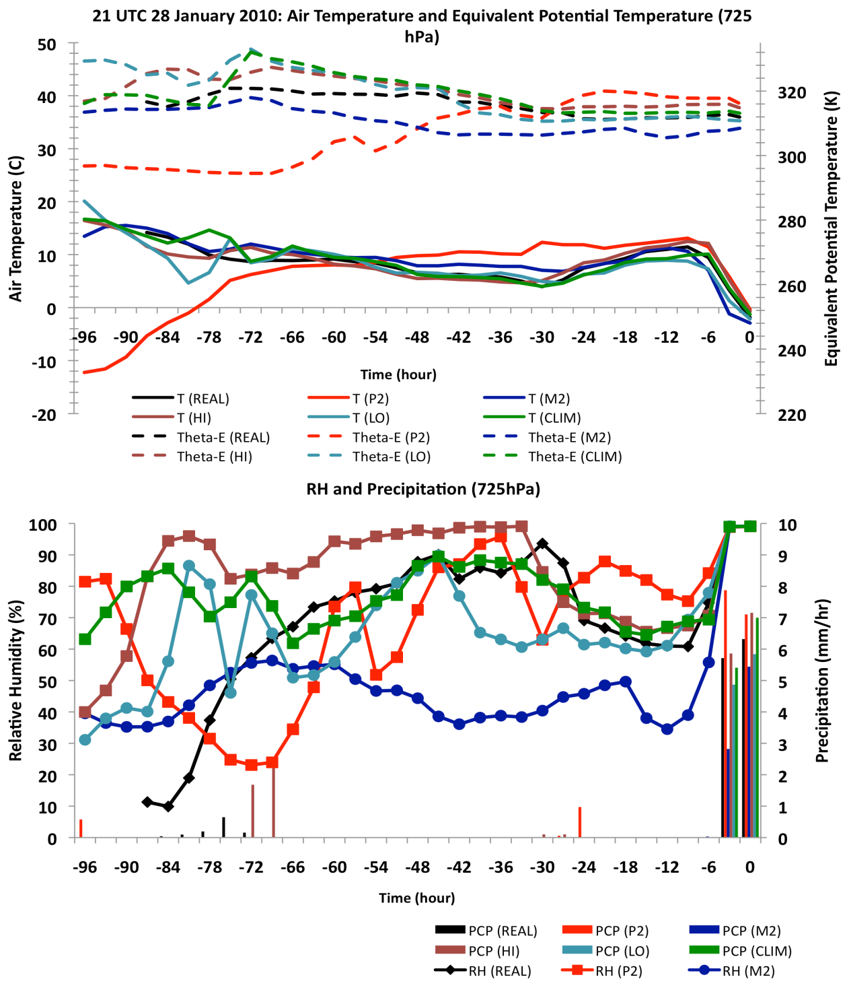 21 UTC 28 January 2010: Air Temperature and Equivalent Potential Temperature (725
hPa)
Air Temperature (C)
50
40
30
20
10
0
-10
-20
-96 -90 -84 -78 -72 -66 -60 -54 -48 -42 -36 -30 -24 -18 -12 -6 0
Time (hour)
320
300
280
260
240
220
Equivalent Potential Temperature (K)
T (REAL) T (P2) T (M2)
T (HI) T (LO) T (CLIM)
Theta-E (REAL) Theta-E (P2) Theta-E (M2)
Theta-E (HI) Theta-E (LO) Theta-E (CLIM)
RH and Precipitation (725hPa)
Relative Humidity (%)
100
90
80
70
60
50
40
30
20
10
0
-96 -90 -84 -78 -72 -66 -60 -54 -48 -42 -36 -30 -24 -18 -12 -6 0
Time (hour)
10
9
8
7
6
5
4
3
2
1
0
Precipitation (mm/hr)
PCP (REAL) PCP (P2) PCP (M2)
PCP (HI) PCP (LO) PCP (CLIM)
RH (REAL) RH (P2) RH (M2)